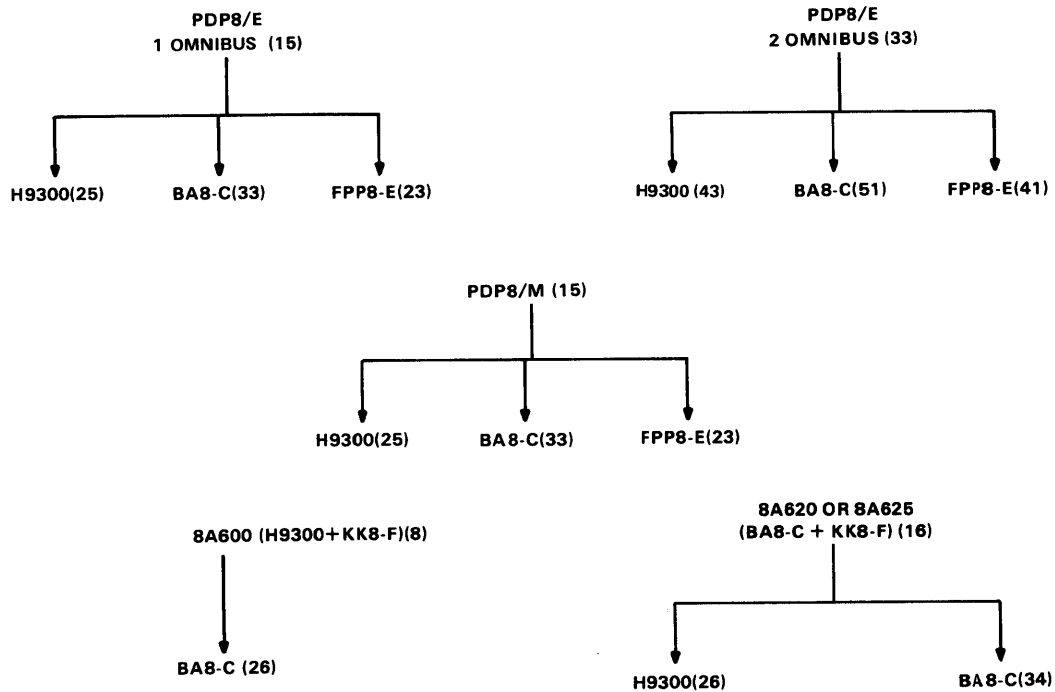 PDP8/E
1 OMNIBUS (15)
H9300(25) BA8-C(33) FPP8-E(23)
PDP8/E
2 OMNIBUS(33)
H9300 (43) BA8-C(51) FPP8-E(41)
PDP8/M (15)
H9300(25) BA8-C(33) FPP8-E(23)
8A600 (H9300+KK8-F)(8)
BA8-C (26)
8A620 OR 8A625
(BA8-C + KK8-F) (16)
H9300(26) BA8-C(34)